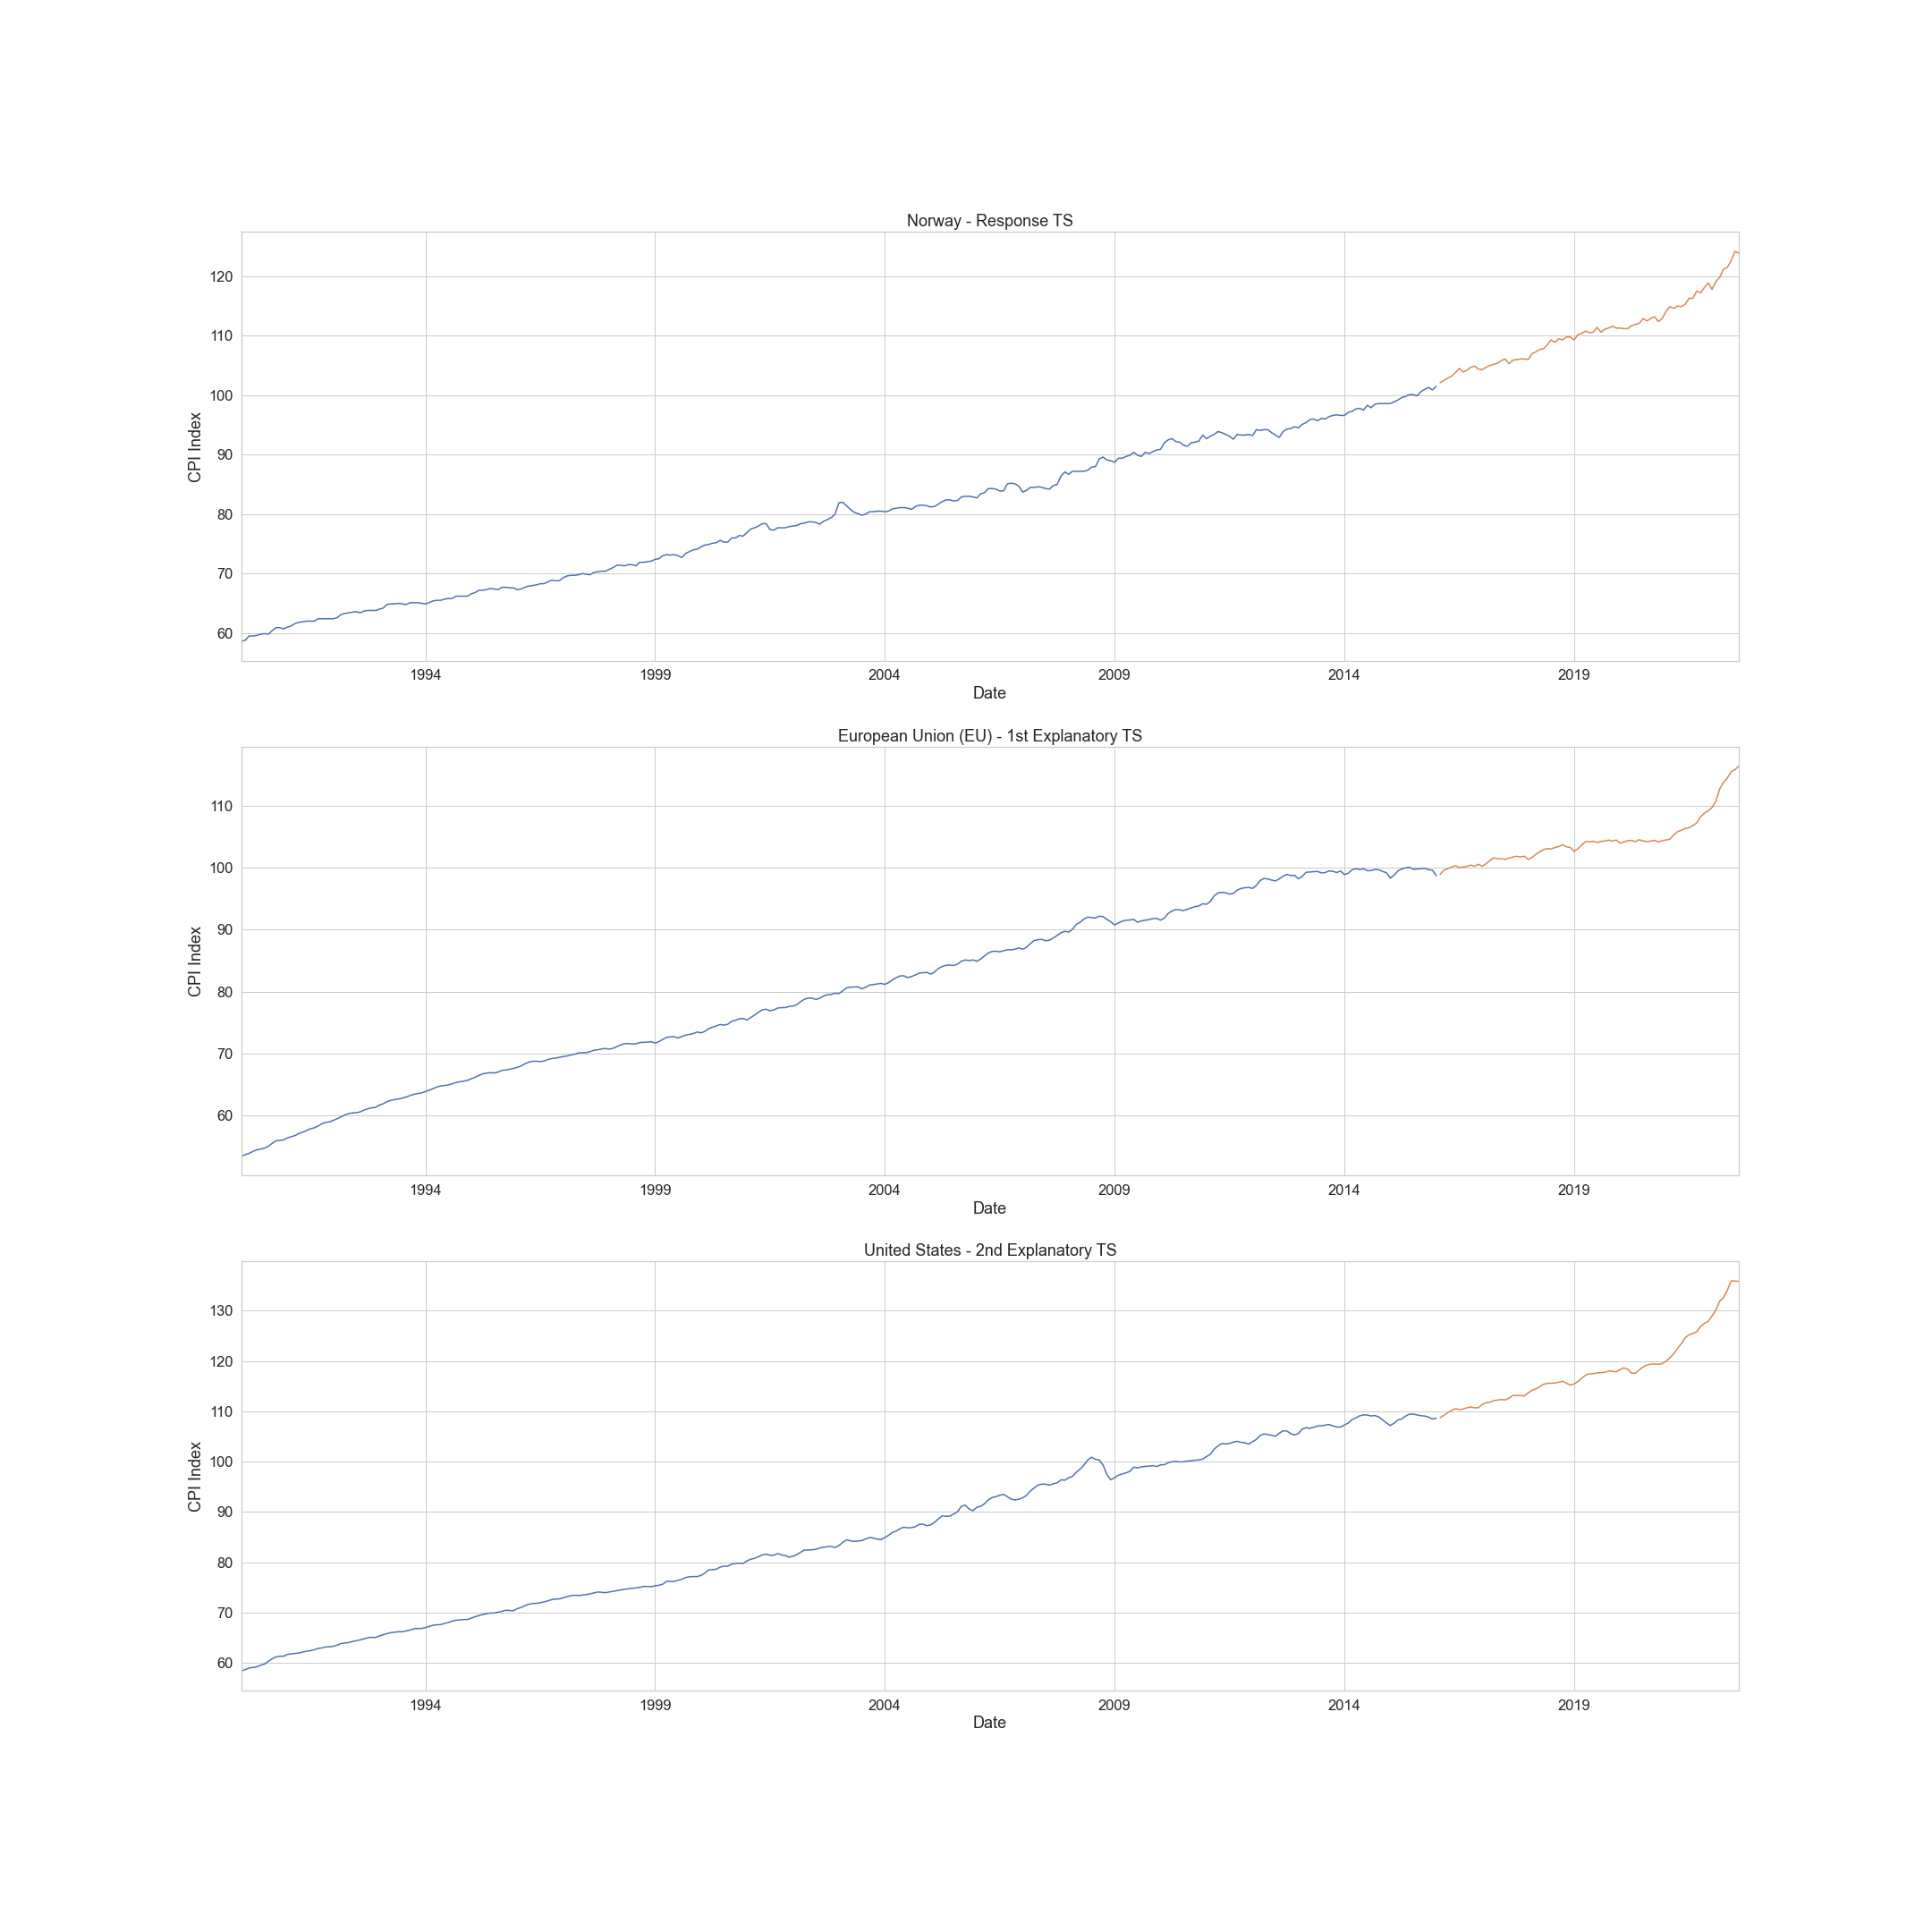 Norway - Response TS
120
110
100
90
80
70
60
CPI Index
1994 1999 2004 2009 2014 2019
Date
European Union (EU) - 1st Explanatory TS
110
100
90
80
70
60
CPI Index
1994 1999 2004 2009 2014 2019
Date
United States - 2nd Explanatory TS
130
120
110
100
90
80
70
60
CPI Index
1994 1999 2004 2009 2014 2019
Date